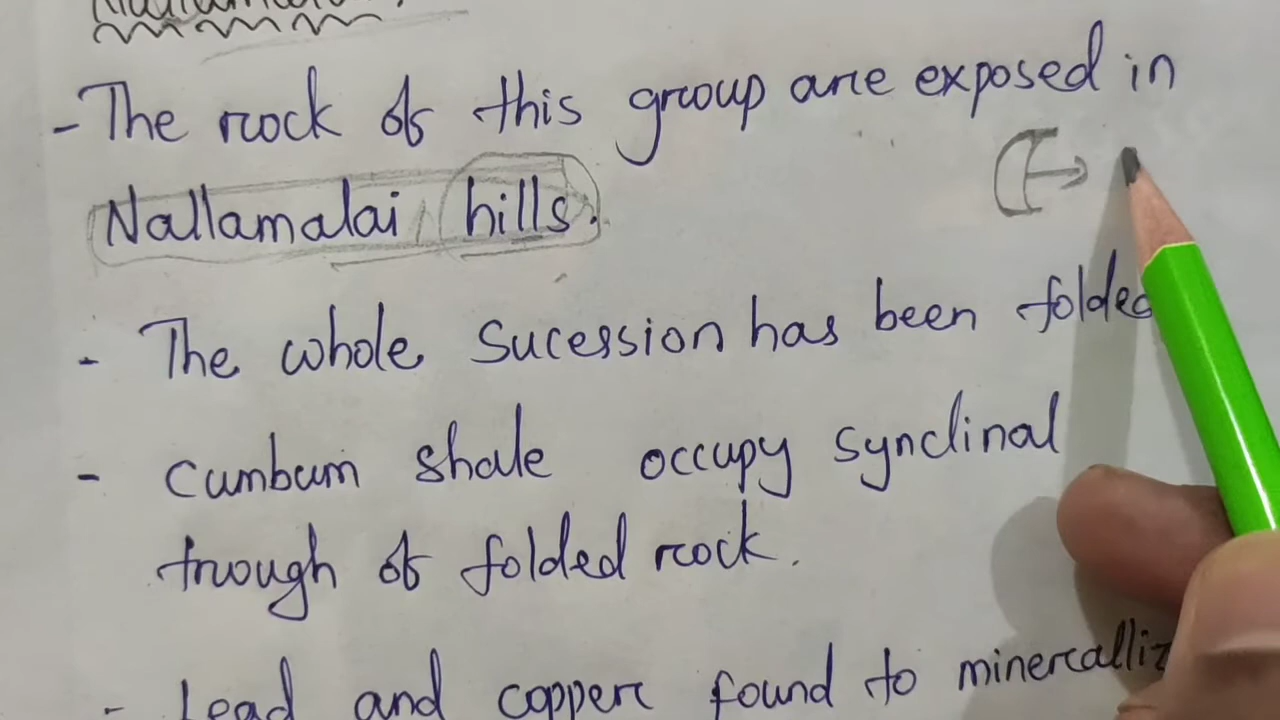 - The rock of this group are exposed in
Nallamalai hills.
- The whole Sucession has been folded
- Cumbum shale occupy synclinal
trough of folded rock.
- Lead and copper found to